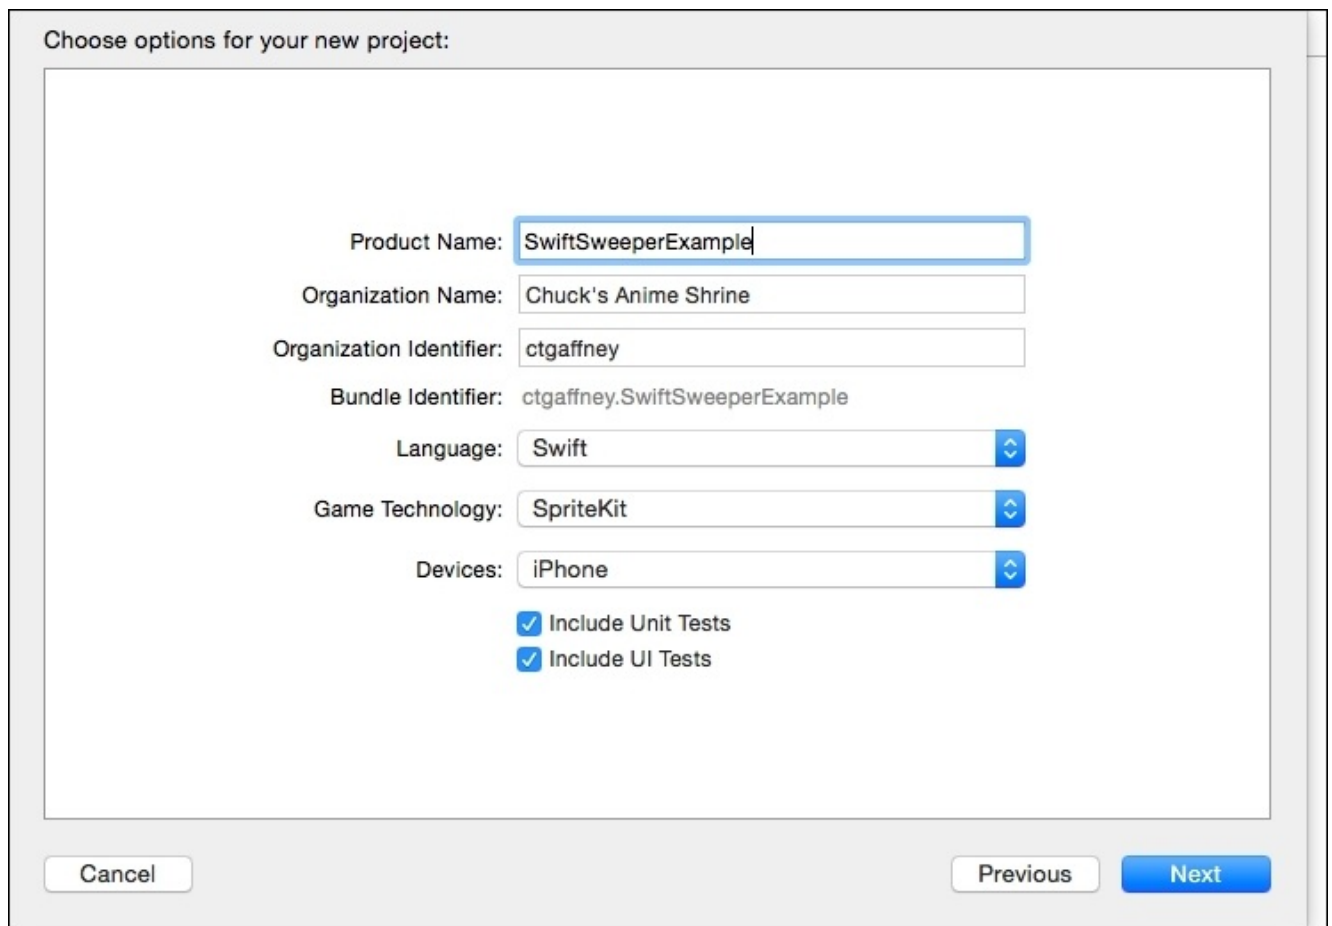 Choose options for your new project:
Product Name: SwiftSweeperExample
Organization Name: Chuck's Anime Shrine
Organization Identifier: ctgaffney
Bundle Identifier: ctgaffney.SwiftSweeperExample
Language: Swift
Game Technology: SpriteKit
Devices: iPhone
Include Unit Tests
Include UI Tests
Cancel Previous Next